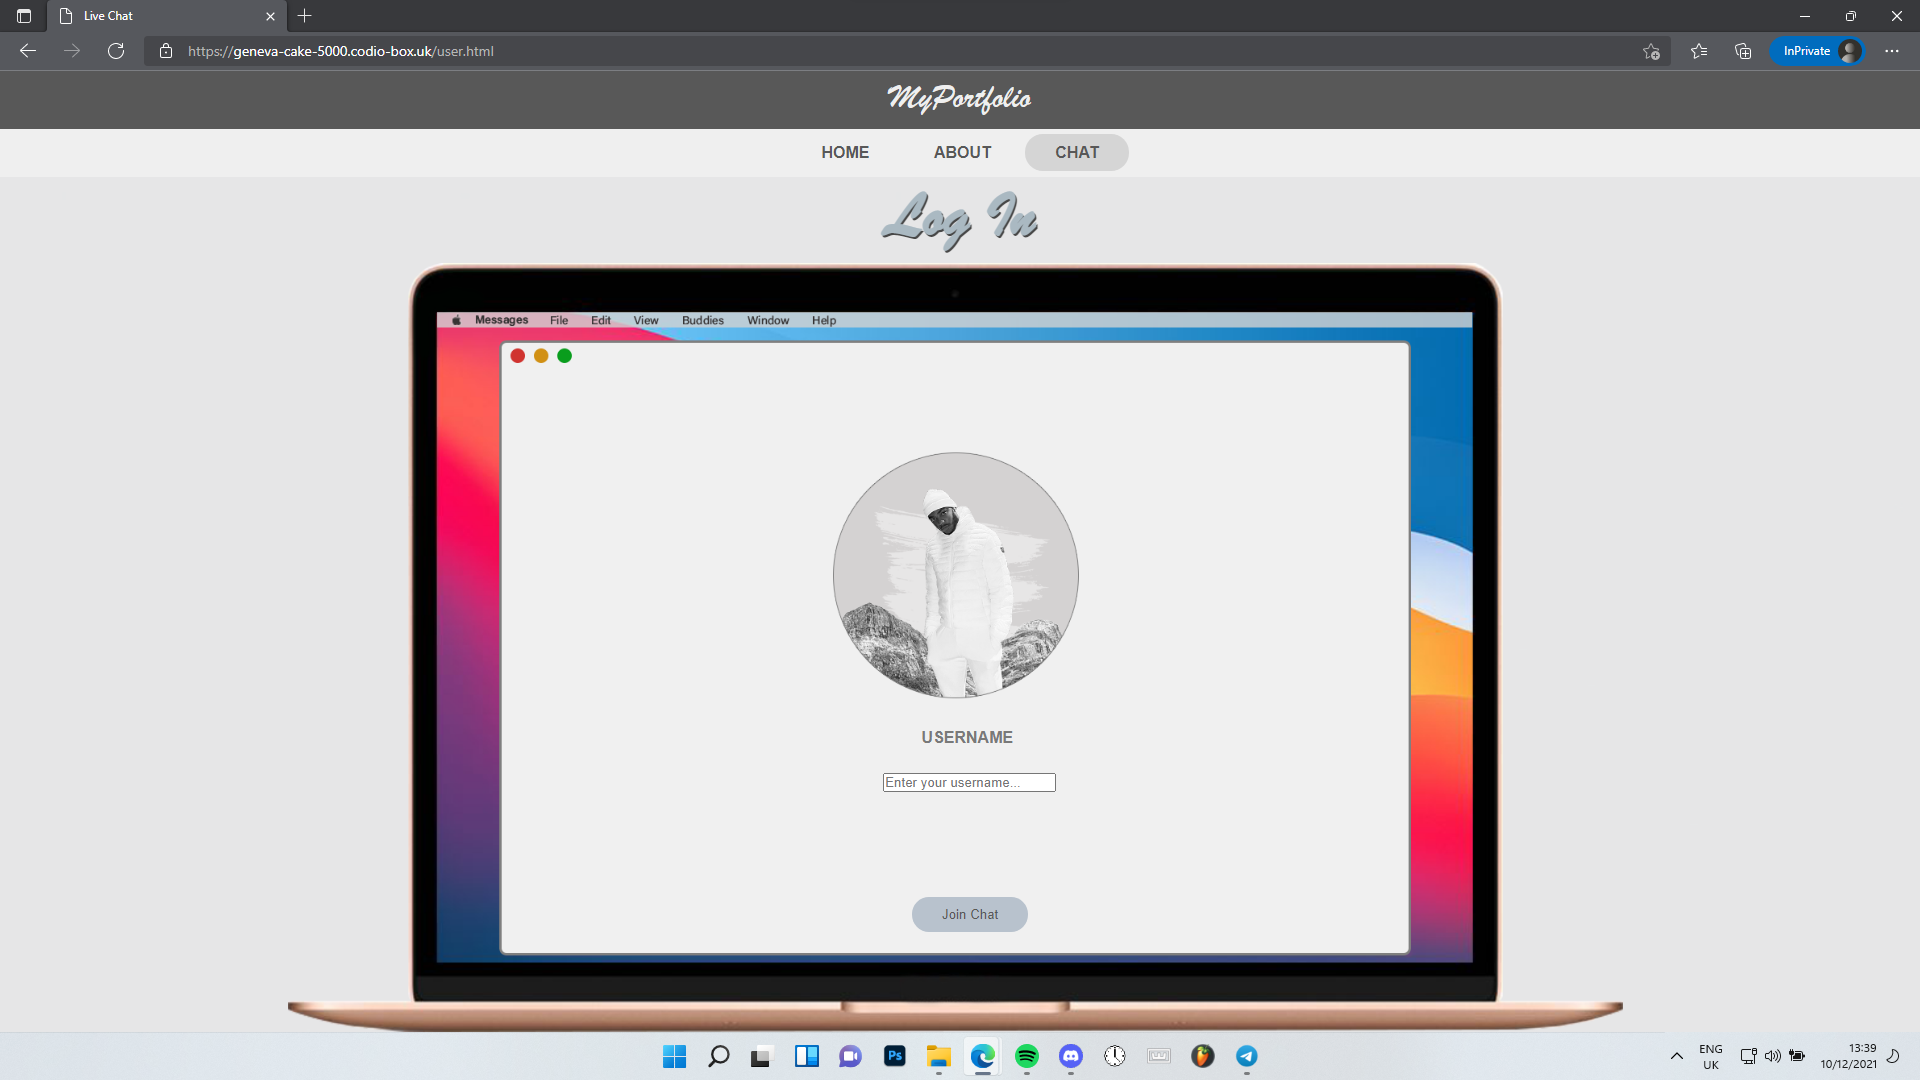 Live Chat
https://geneva-cake-5000.codio-box.uk/user.html
InPrivate
MyPortfolio
HOME ABOUT CHAT
Log In
Messages File Edit View Buddies Window Help
USERNAME
Enter your username...
Join Chat
Ps
ENG
UK
13:39
10/12/2021